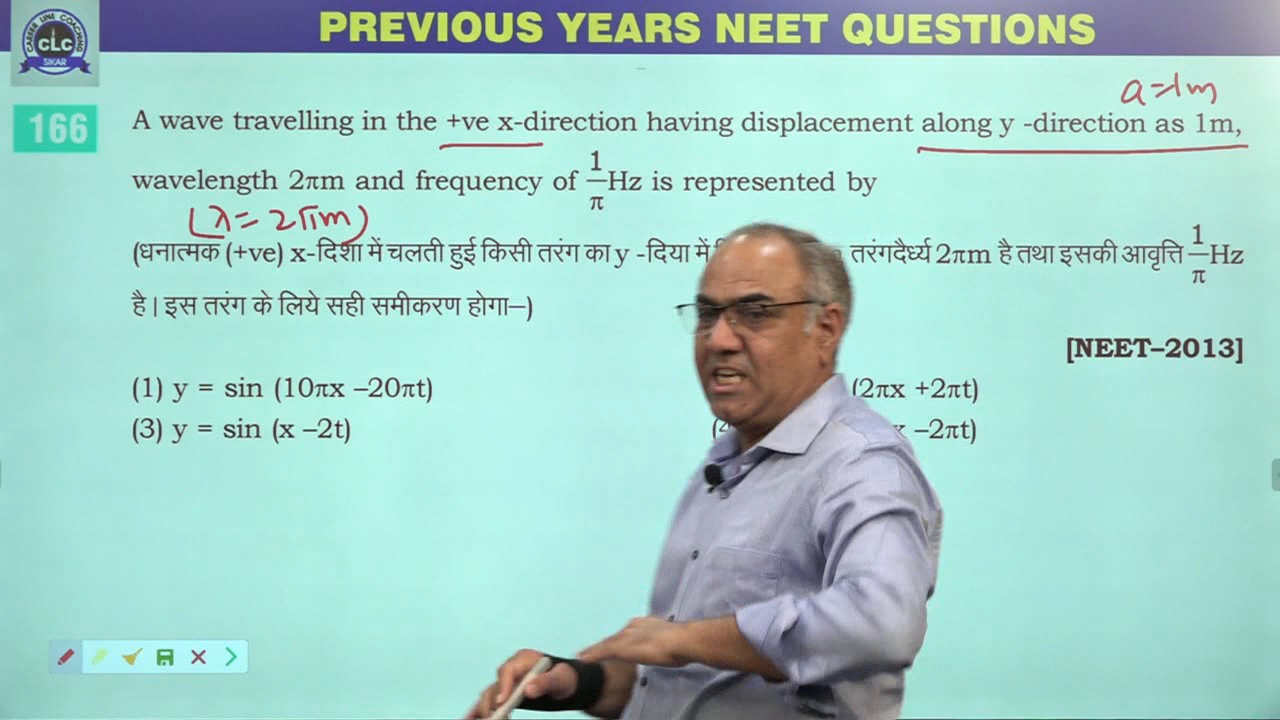 PREVIOUS YEARS NEET QUESTIONS
CAREER LINE COACHING
CLC
SIKAR
a=1m
166
A wave travelling in the +ve x-direction having displacement along y -direction as 1m,
wavelength 2πm and frequency of 1/π Hz is represented by
(λ = 2πm)
(धनात्मक (+ve) x-दिशा में चलती हुई किसी तरंग का y -दिया में तरंगदैर्ध्य 2πm है तथा इसकी आवृत्ति 1/π Hz
है। इस तरंग के लिये सही समीकरण होगा–)
[NEET–2013]
(1) y = sin (10πx –20πt)
(2πx +2πt)
(3) y = sin (x –2t)
–2πt)